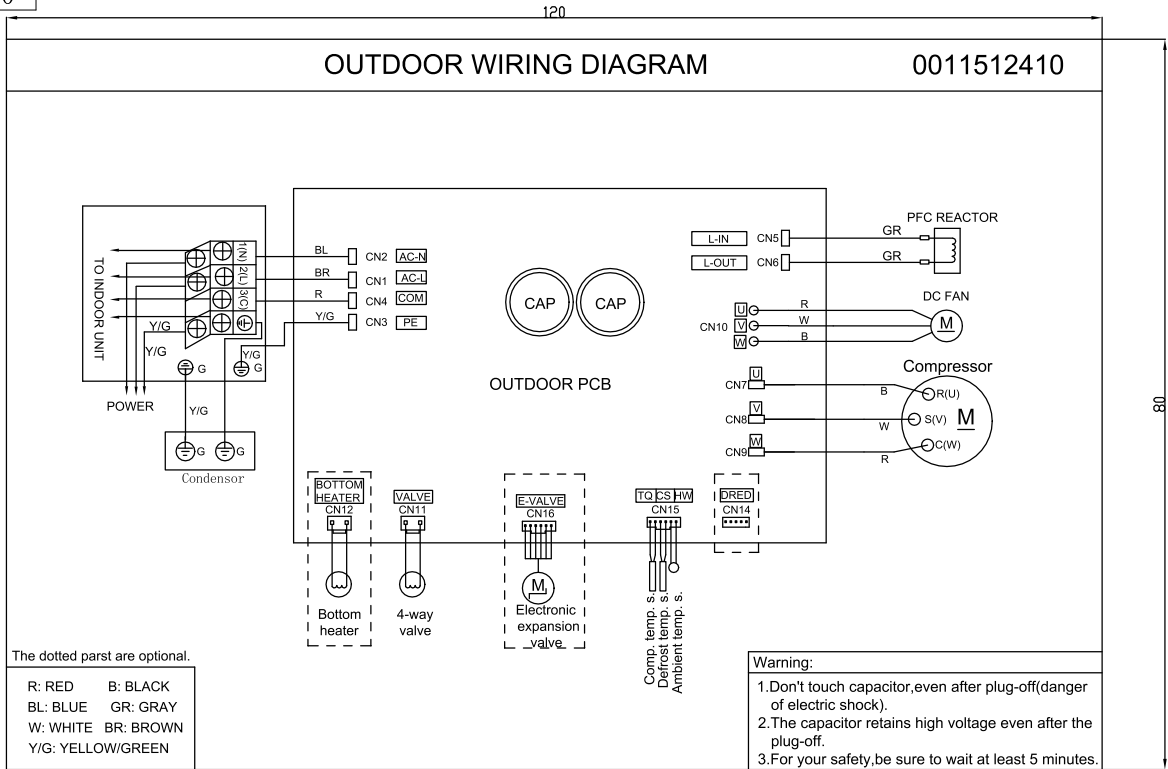 6
120
OUTDOOR WIRING DIAGRAM 0011512410
80
TO INDOOR UNIT
1(N) 2(L) 3(C)
Y/G
Y/G
G
Y/G
G
POWER
Y/G
G G
Condensor
BL CN2 AC-N
BR CN1 AC-L
R CN4 COM
Y/G CN3 PE
CAP CAP
OUTDOOR PCB
PFC REACTOR
L-IN CN5 GR
L-OUT CN6 GR
DC FAN
U R
CN10 V W M
W B
Compressor
U
CN7 B R(U)
V
CN8 W S(V) M
W
CN9 R C(W)
BOTTOM
HEATER
CN12
Bottom
heater
VALVE
CN11
4-way
valve
E-VALVE
CN16
M
Electronic
expansion
valve
TQ CS HW
CN15
Comp. temp. s.
Defrost temp. s.
Ambient temp. s.
DRED
CN14
The dotted parst are optional.
R: RED B: BLACK
BL: BLUE GR: GRAY
W: WHITE BR: BROWN
Y/G: YELLOW/GREEN
Warning:
1.Don't touch capacitor,even after plug-off(danger
of electric shock).
2.The capacitor retains high voltage even after the
plug-off.
3.For your safety,be sure to wait at least 5 minutes.